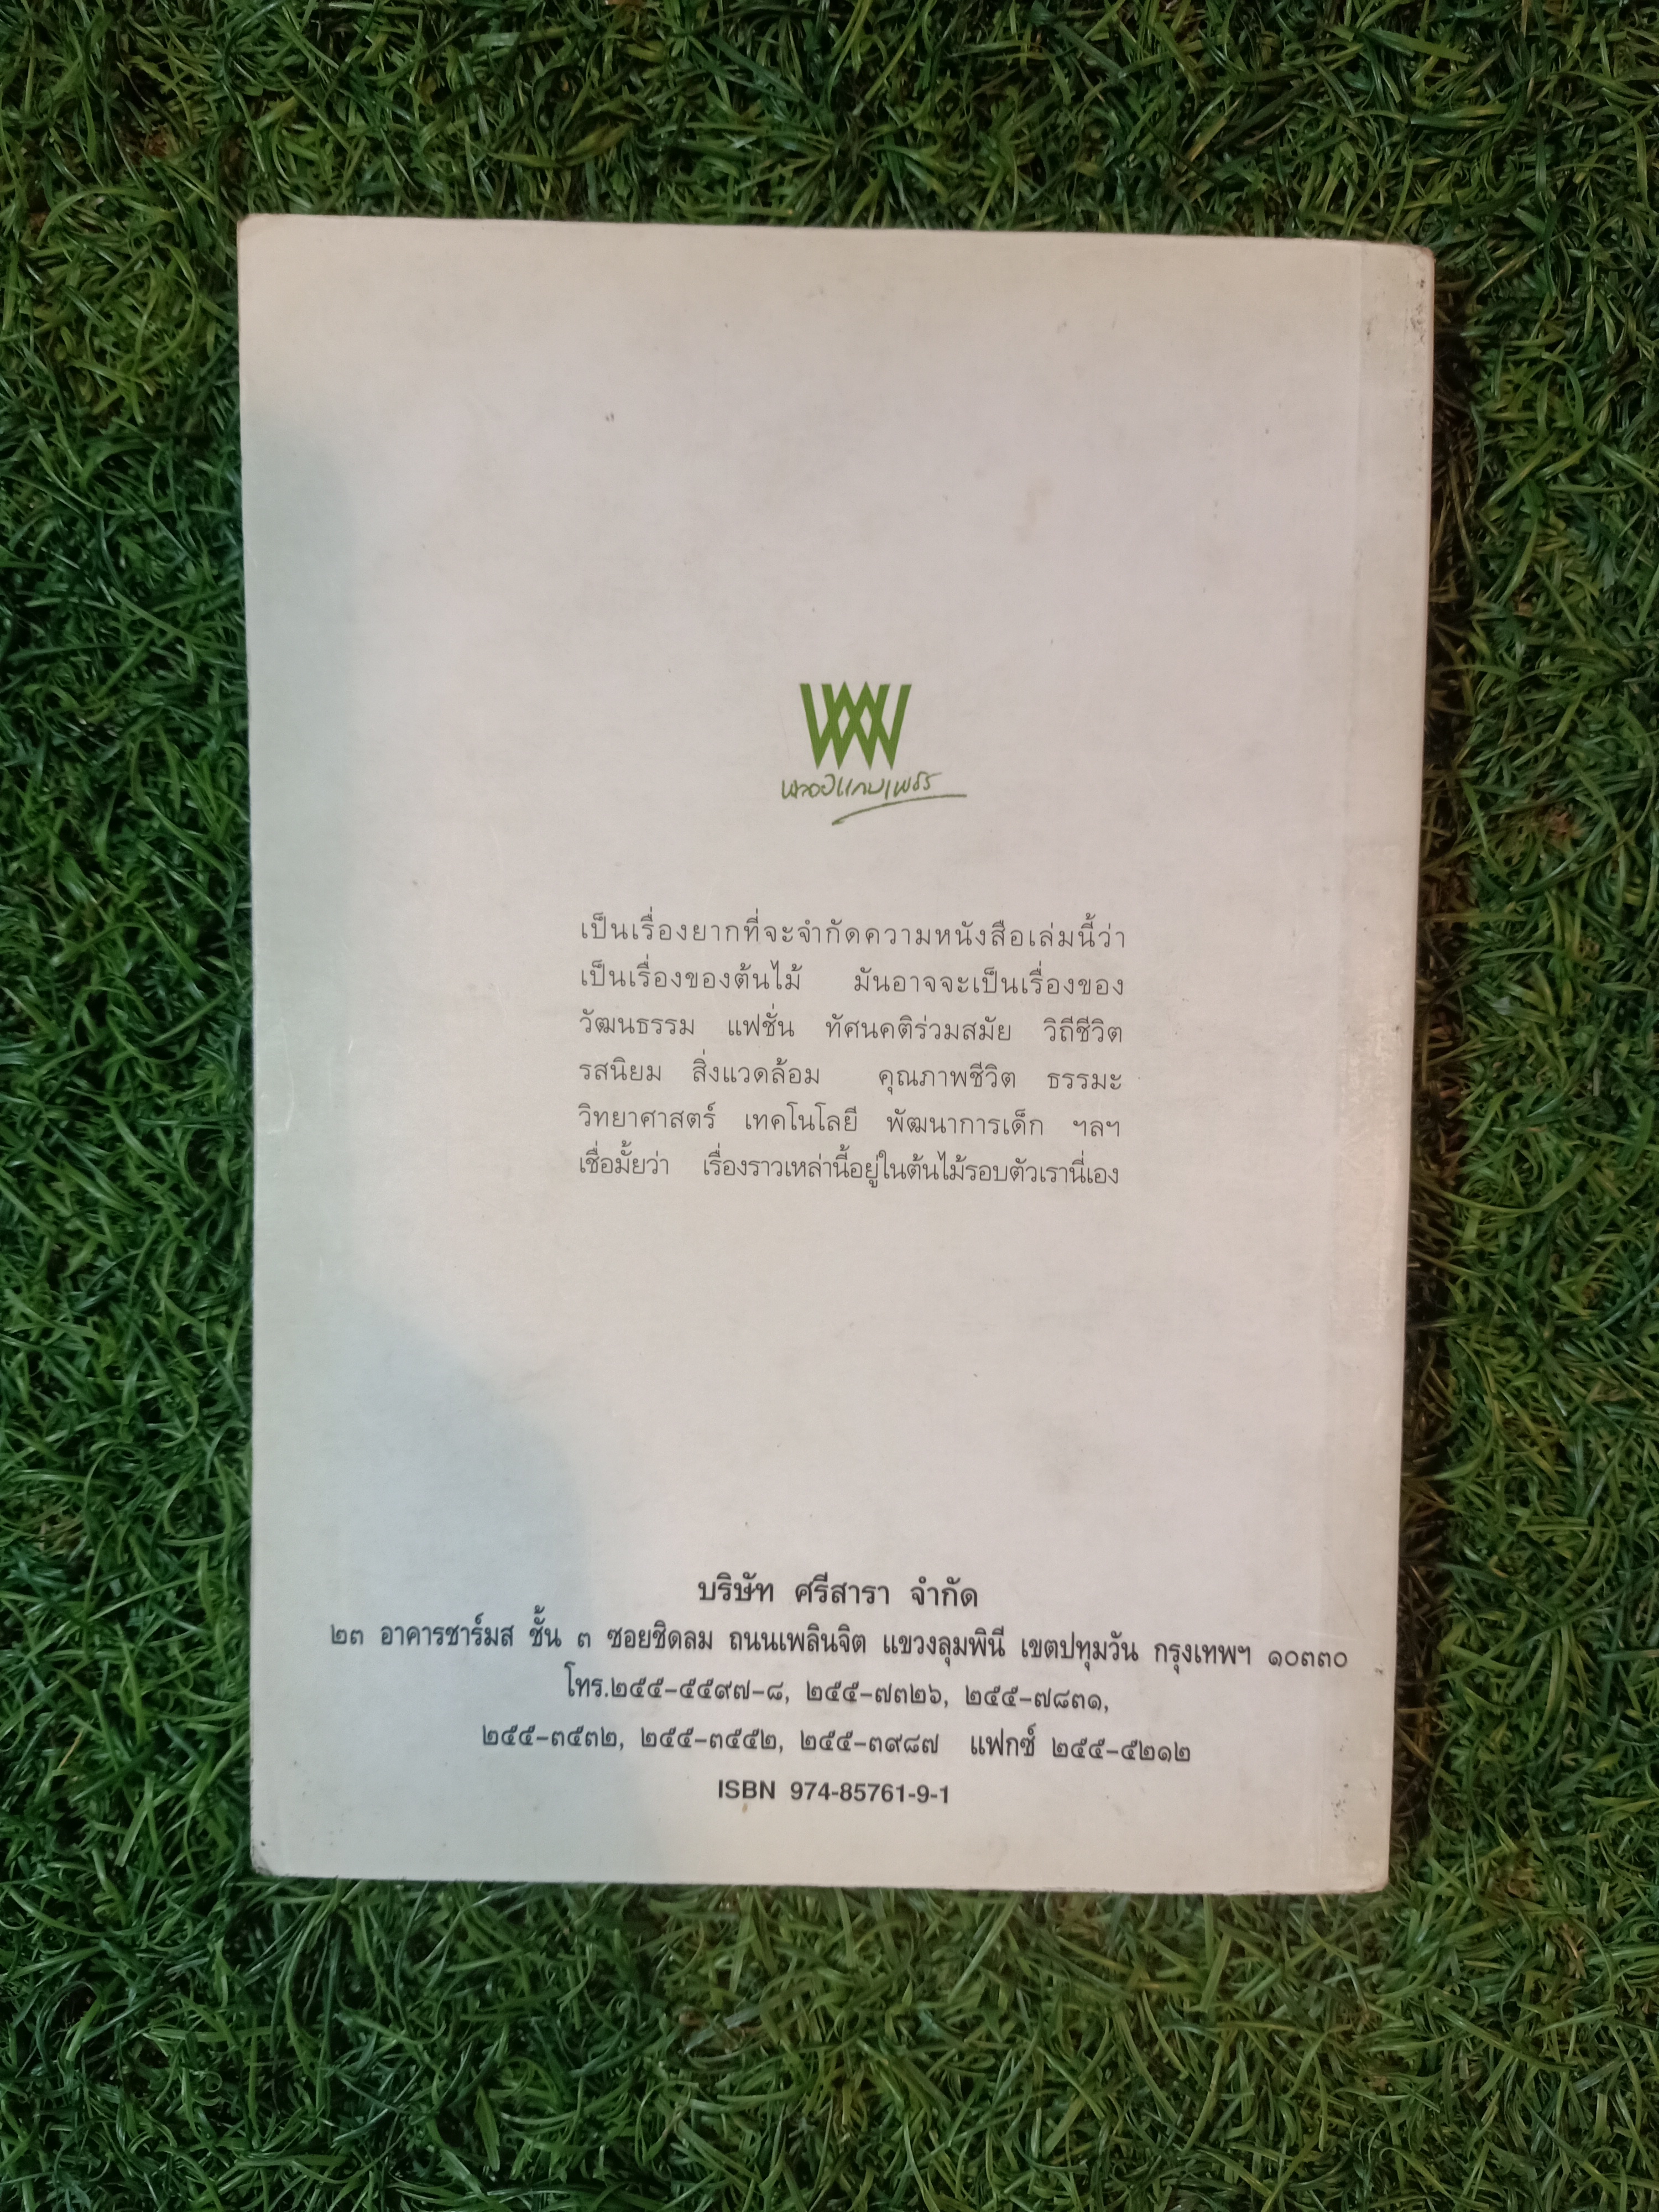 เป็นเรื่องยากที่จะจำกัดความหนังสือเล่มนี้ว่า
เป็นเรื่องของต้นไม้ มันอาจจะเป็นเรื่องของ
วัฒนธรรม แฟชั่น ทัศนคติร่วมสมัย วิถีชีวิต
รสนิยม สิ่งแวดล้อม คุณภาพชีวิต ธรรมะ
วิทยาศาสตร์ เทคโนโลยี พัฒนาการเด็ก ฯลฯ
เชื่อมั้ยว่า เรื่องราวเหล่านี้อยู่ในต้นไม้รอบตัวเรานี่เอง
บริษัท ศรีสารา จำกัด
๒๓ อาคารชาร์มส ชั้น ๓ ซอยชิดลม ถนนเพลินจิต แขวงลุมพินี เขตปทุมวัน กรุงเทพฯ ๑๐๓๓๐
โทร.๒๕๕-๕๕๙๗-๘, ๒๕๕-๗๓๒๖, ๒๕๕-๗๘๓๑,
๒๕๕-๓๕๓๒, ๒๕๕-๓๕๕๒, ๒๕๕-๓๙๘๗ แฟกซ์ ๒๕๕-๕๒๑๒
ISBN 974-85761-9-1